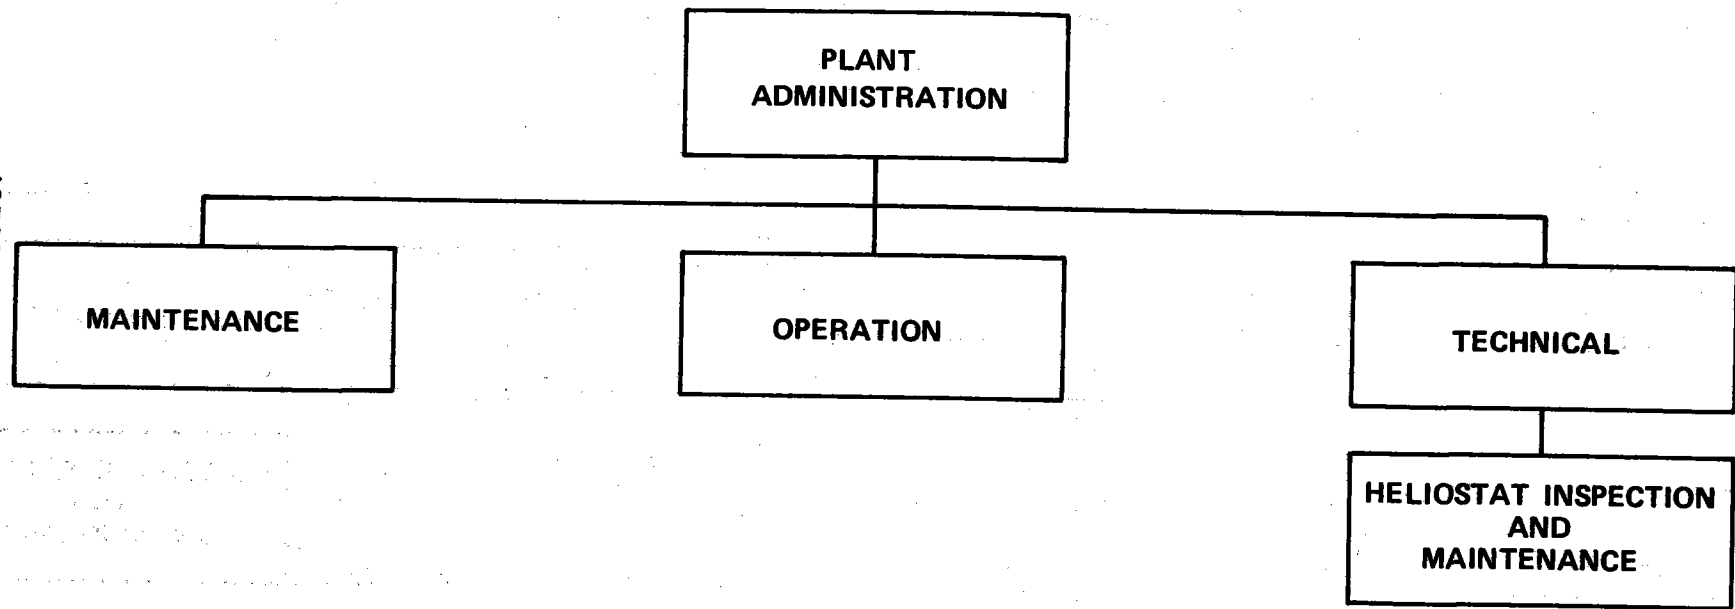 PLANT
ADMINISTRATION
MAINTENANCE
OPERATION
TECHNICAL
HELIOSTAT INSPECTION
AND
MAINTENANCE